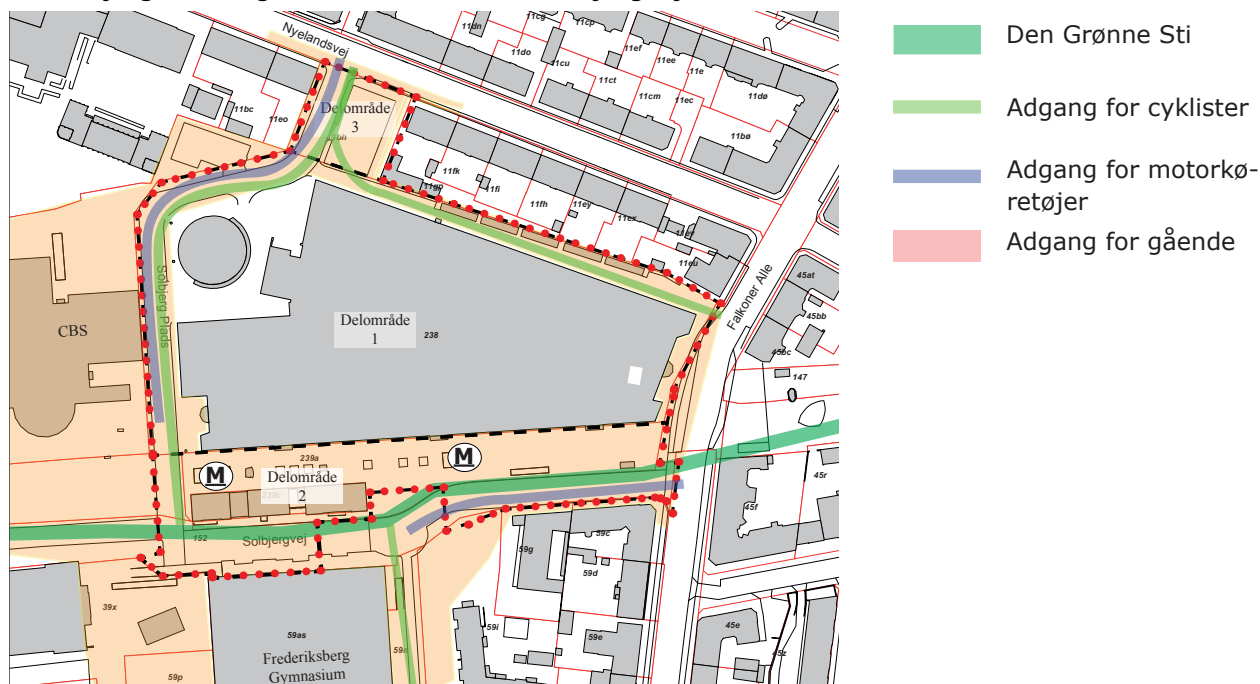 Nyelandsvej
11dn
11cg
11cp
11do
11cu
11ef
11ee
11e
11ct
11cm
11ec
11dø
11bø
11bc
11eo
Delområde
3
11fk
11fi
11fh
11ey
11ex
11eu
Falkoner Alle
45at
45bb
147
Solbjerg Plads
CBS
Delområde
1
238
239a
M
M
Delområde
2
152
Solbjergvej
45r
45f
59g
59c
59d
59i
59e
45e
39x
59as
Frederiksberg
Gymnasium
59p
Den Grønne Sti
Adgang for cyklister
Adgang for motorkø-
retøjer
Adgang for gående